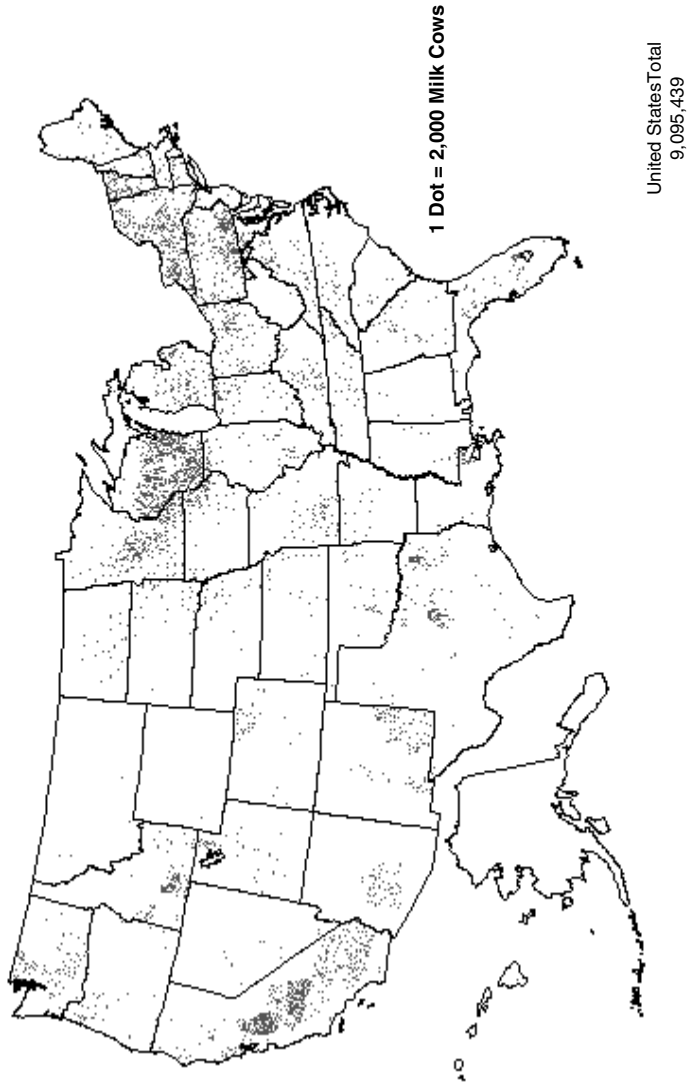 1 Dot = 2,000 Milk Cows
United StatesTotal
9,095,439